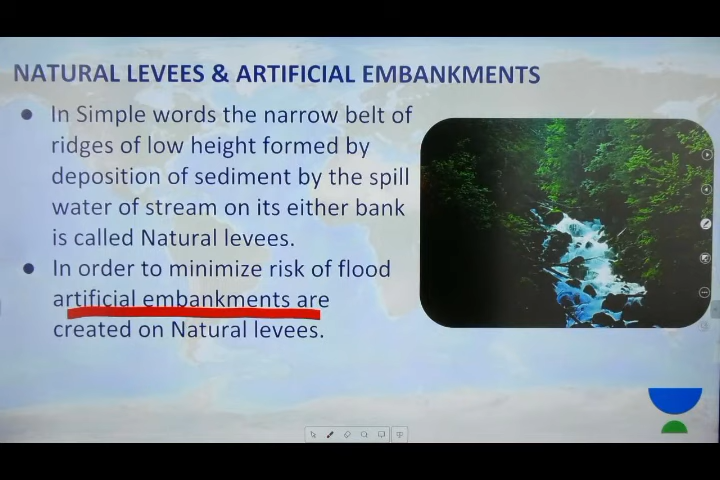 NATURAL LEVEES & ARTIFICIAL EMBANKMENTS
● In Simple words the narrow belt of
ridges of low height formed by
deposition of sediment by the spill
water of stream on its either bank
is called Natural levees.
● In order to minimize risk of flood
artificial embankments are
created on Natural levees.